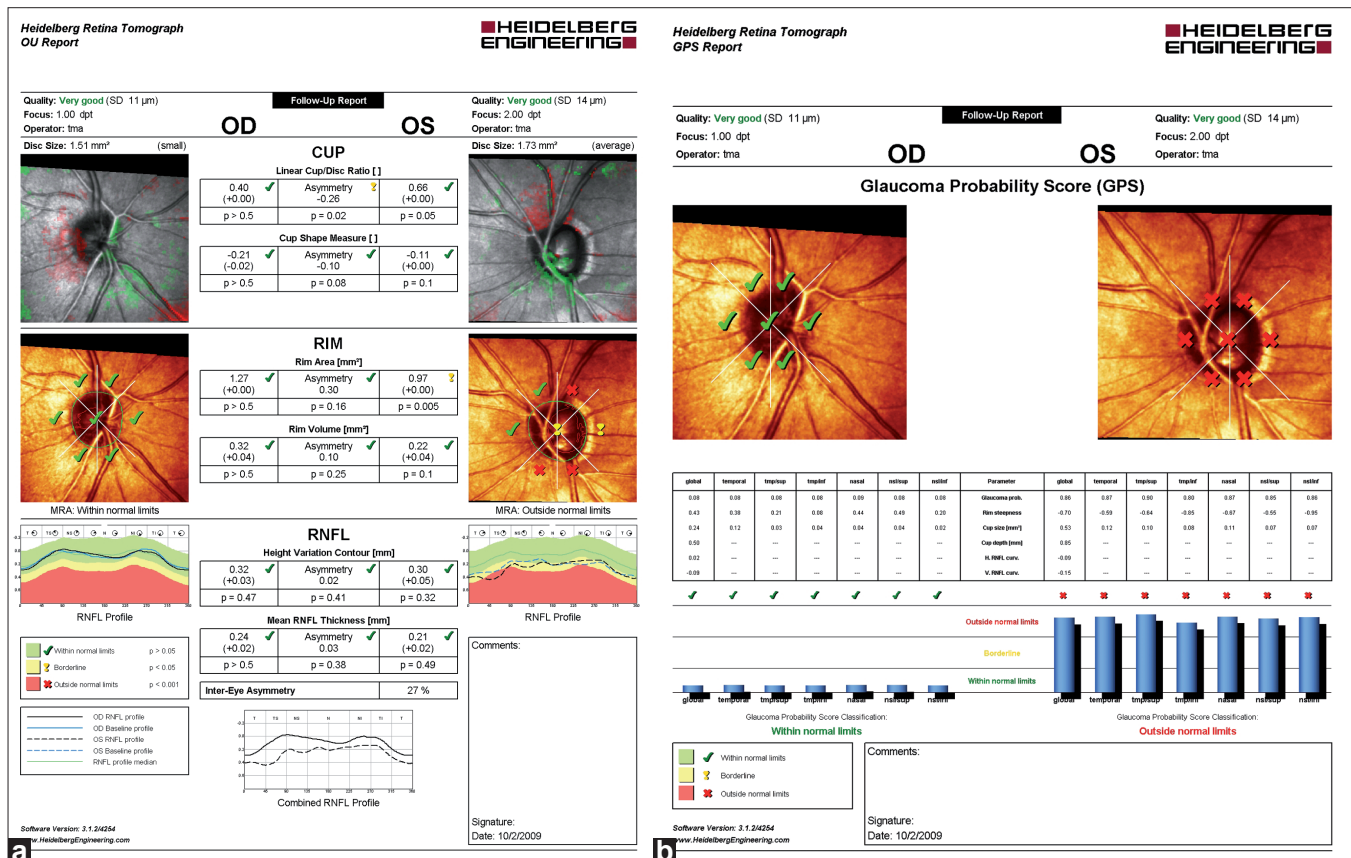 Heidelberg Retina Tomograph
OU Report
HEIDELBERG
ENGINEERING
Quality: Very good (SD 11 µm)
Focus: 1.00 dpt
Operator: tma
Follow-Up Report
OD
OS
Quality: Very good (SD 14 µm)
Focus: 2.00 dpt
Operator: tma
Disc Size: 1.51 mm² (small)
Disc Size: 1.73 mm² (average)
CUP
Linear Cup/Disc Ratio [ ]
0.40 Asymmetry 0.66
(+0.00) -0.26 (+0.00)
p > 0.5 p = 0.02 p = 0.05
Cup Shape Measure [ ]
-0.21 Asymmetry -0.11
(-0.02) -0.10 (+0.00)
p > 0.5 p = 0.08 p = 0.1
RIM
Rim Area [mm²]
1.27 Asymmetry 0.97
(+0.00) 0.30 (+0.00)
p > 0.5 p = 0.16 p = 0.005
Rim Volume [mm³]
0.32 Asymmetry 0.22
(+0.04) 0.10 (+0.04)
p > 0.5 p = 0.25 p = 0.1
MRA: Within normal limits
MRA: Outside normal limits
RNFL
Height Variation Contour [mm]
0.32 Asymmetry 0.30
(+0.03) 0.02 (+0.05)
p = 0.47 p = 0.41 p = 0.32
RNFL Profile
RNFL Profile
Mean RNFL Thickness [mm]
0.24 Asymmetry 0.21
(+0.02) 0.03 (+0.02)
p > 0.5 p = 0.38 p = 0.49
Inter-Eye Asymmetry 27 %
Within normal limits p > 0.05
Borderline p < 0.05
Outside normal limits p < 0.001
OD RNFL profile
OD Baseline profile
OS RNFL profile
OS Baseline profile
RNFL profile median
T TS NS N NI TI T
Combined RNFL Profile
Comments:
Signature:
Date: 10/2/2009
Software Version: 3.1.2/4254
www.HeidelbergEngineering.com
a
Heidelberg Retina Tomograph
GPS Report
HEIDELBERG
ENGINEERING
Quality: Very good (SD 11 µm)
Focus: 1.00 dpt
Operator: tma
Follow-Up Report
OD
OS
Quality: Very good (SD 14 µm)
Focus: 2.00 dpt
Operator: tma
Glaucoma Probability Score (GPS)
global temporal tmp/sup tmp/inf nasal nsl/sup nsl/inf Parameter global temporal tmp/sup tmp/inf nasal nsl/sup nsl/inf
0.08 0.08 0.08 0.08 0.09 0.08 0.08 Glaucoma prob. 0.86 0.87 0.90 0.80 0.87 0.85 0.86
0.43 0.38 0.21 0.08 0.44 0.49 0.20 Rim steepness -0.70 -0.59 -0.64 -0.85 -0.67 -0.55 -0.95
0.24 0.12 0.03 0.04 0.04 0.04 0.02 Cup size [mm²] 0.53 0.12 0.10 0.08 0.11 0.07 0.07
0.50 --- --- --- --- --- --- Cup depth [mm] 0.85 --- --- --- --- --- ---
0.02 --- --- --- --- --- --- H. RNFL curv. -0.09 --- --- --- --- --- ---
-0.09 --- --- --- --- --- --- V. RNFL curv. -0.15 --- --- --- --- --- ---
Outside normal limits
Borderline
Within normal limits
global temporal tmp/sup tmp/inf nasal nsl/sup nsl/inf
global temporal tmp/sup tmp/inf nasal nsl/sup nsl/inf
Glaucoma Probability Score Classification:
Within normal limits
Glaucoma Probability Score Classification:
Outside normal limits
Within normal limits
Borderline
Outside normal limits
Comments:
Signature:
Date: 10/2/2009
Software Version: 3.1.2/4254
www.HeidelbergEngineering.com
b